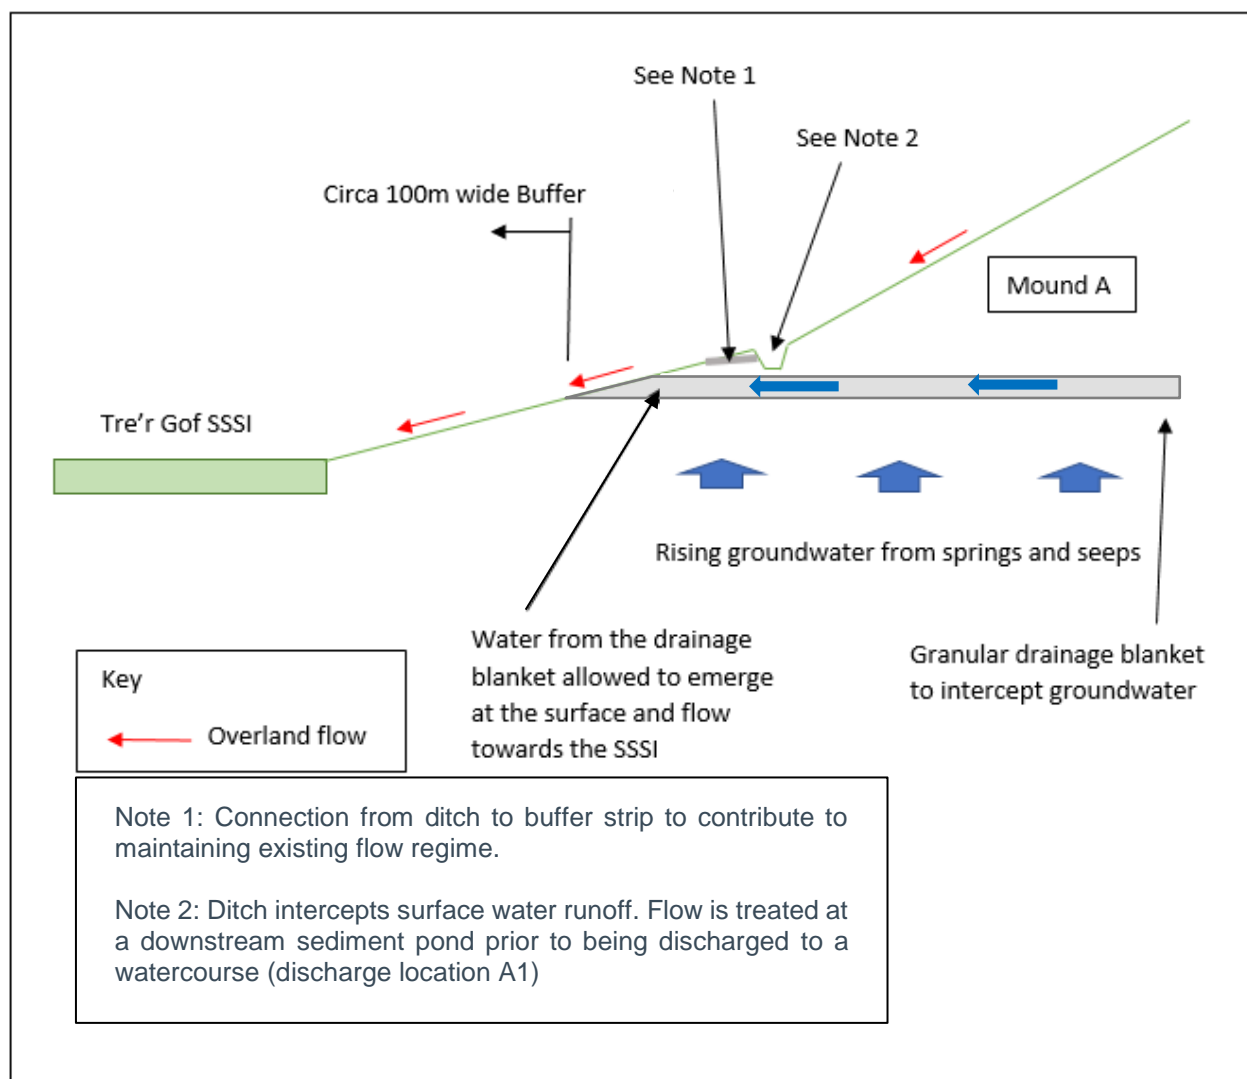 See Note 1
See Note 2
Circa 100m wide Buffer
Mound A
Tre'r Gof SSSI
Rising groundwater from springs and seeps
Water from the drainage
blanket allowed to emerge
at the surface and flow
towards the SSSI
Granular drainage blanket
to intercept groundwater
Key
Overland flow
Note 1: Connection from ditch to buffer strip to contribute to
maintaining existing flow regime.
Note 2: Ditch intercepts surface water runoff. Flow is treated at
a downstream sediment pond prior to being discharged to a
watercourse (discharge location A1)